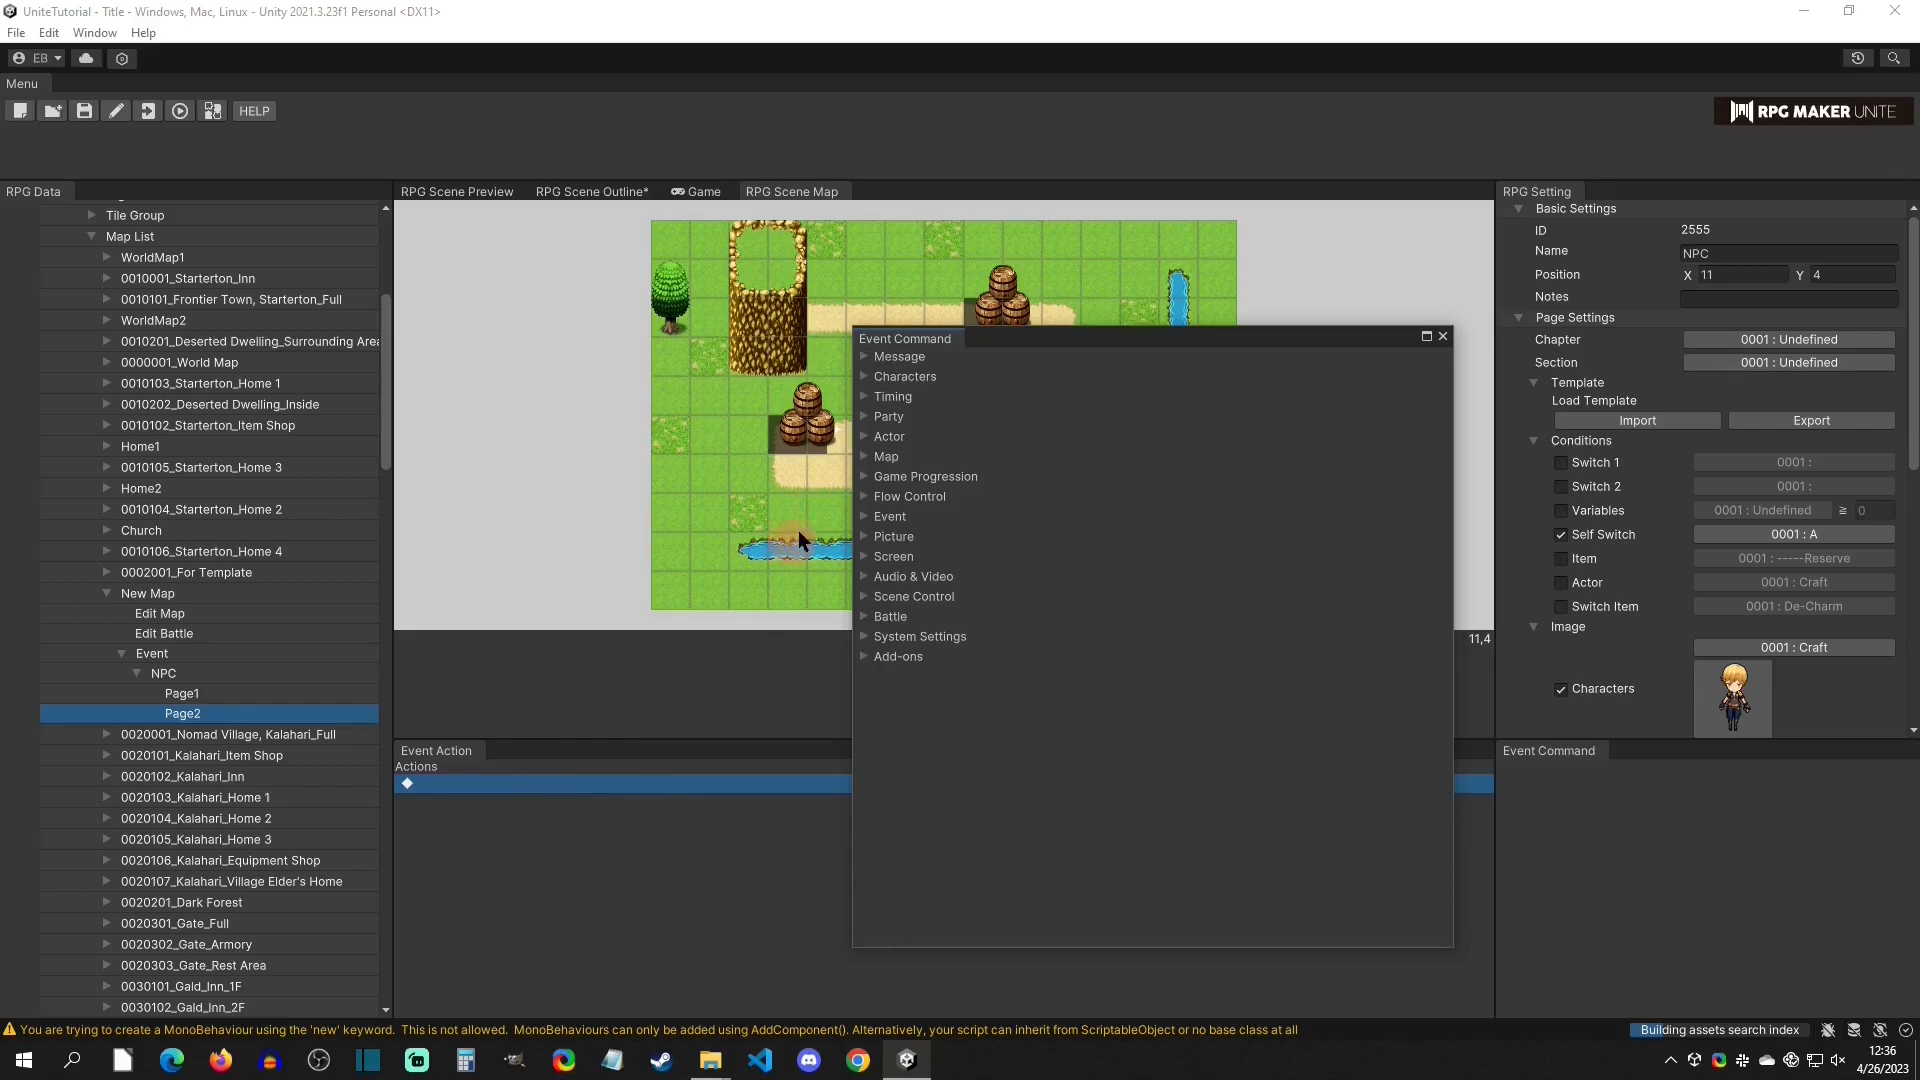 UniteTutorial - Title - Windows, Mac, Linux - Unity 2021.3.23f1 Personal <DX11>
File Edit Window Help
EB
Menu
HELP
RPG MAKER UNITE
RPG Data
Tile Group
Map List
WorldMap1
0010001_Starterton_Inn
0010101_Frontier Town, Starterton_Full
WorldMap2
0010201_Deserted Dwelling_Surrounding Area
0000001_World Map
0010103_Starterton_Home 1
0010202_Deserted Dwelling_Inside
0010102_Starterton_Item Shop
Home1
0010105_Starterton_Home 3
Home2
0010104_Starterton_Home 2
Church
0010106_Starterton_Home 4
0002001_For Template
New Map
Edit Map
Edit Battle
Event
NPC
Page1
Page2
0020001_Nomad Village, Kalahari_Full
0020101_Kalahari_Item Shop
0020102_Kalahari_Inn
0020103_Kalahari_Home 1
0020104_Kalahari_Home 2
0020105_Kalahari_Home 3
0020106_Kalahari_Equipment Shop
0020107_Kalahari_Village Elder's Home
0020201_Dark Forest
0020301_Gate_Full
0020302_Gate_Armory
0020303_Gate_Rest Area
0030101_Gald_Inn_1F
0030102_Gald_Inn_2F
RPG Scene Preview RPG Scene Outline* Game RPG Scene Map
11,4
Event Command
Message
Characters
Timing
Party
Actor
Map
Game Progression
Flow Control
Event
Picture
Screen
Audio & Video
Scene Control
Battle
System Settings
Add-ons
Event Action
Actions
RPG Setting
Basic Settings
ID 2555
Name NPC
Position X 11 Y 4
Notes
Page Settings
Chapter 0001 : Undefined
Section 0001 : Undefined
Template
Load Template
Import Export
Conditions
Switch 1 0001 :
Switch 2 0001 :
Variables 0001 : Undefined ≧ 0
Self Switch 0001 : A
Item 0001 : -----Reserve
Actor 0001 : Craft
Switch Item 0001 : De-Charm
Image
0001 : Craft
Characters
Event Command
You are trying to create a MonoBehaviour using the 'new' keyword. This is not allowed. MonoBehaviours can only be added using AddComponent(). Alternatively, your script can inherit from ScriptableObject or no base class at all
Building assets search index
12:36
4/26/2023